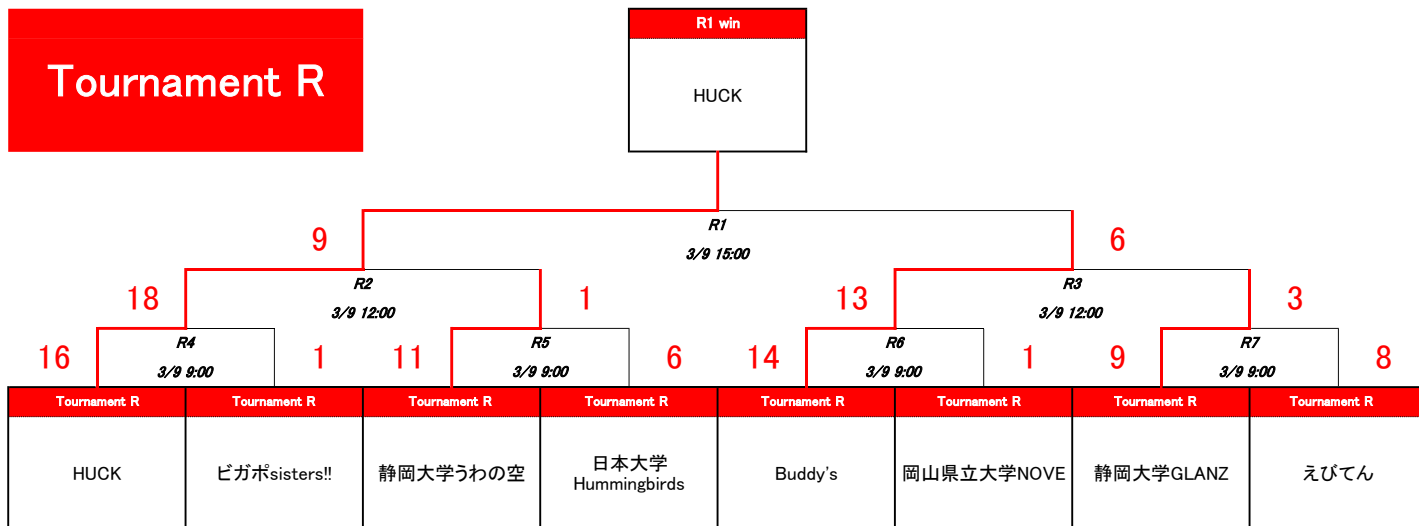 R1 win
Tournament R
HUCK
R1
9 6
3/9 15:00
R2 R3
18 1 13 3
3/9 12:00 3/9 12:00
R4 R5 R6 R7
16 1 11 6 14 1 9 8
3/9 9:00 3/9 9:00 3/9 9:00 3/9 9:00
Tournament R Tournament R Tournament R Tournament R Tournament R Tournament R Tournament R Tournament R
HUCK ビガポsisters!! 静岡大学うわの空 日本大学 Buddy's 岡山県立大学NOVE 静岡大学GLANZ えびてん
Hummingbirds